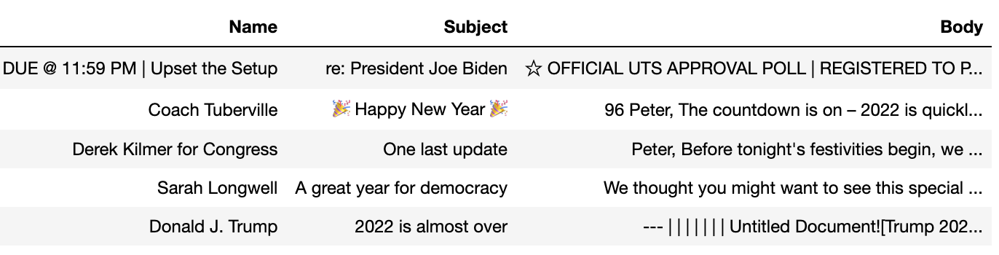 Name Subject Body
DUE @ 11:59 PM | Upset the Setup re: President Joe Biden ☆ OFFICIAL UTS APPROVAL POLL | REGISTERED TO P...
Coach Tuberville 🎉 Happy New Year 🎉 96 Peter, The countdown is on – 2022 is quickl...
Derek Kilmer for Congress One last update Peter, Before tonight's festivities begin, we ...
Sarah Longwell A great year for democracy We thought you might want to see this special ...
Donald J. Trump 2022 is almost over --- | | | | | | | Untitled Document![Trump 202...